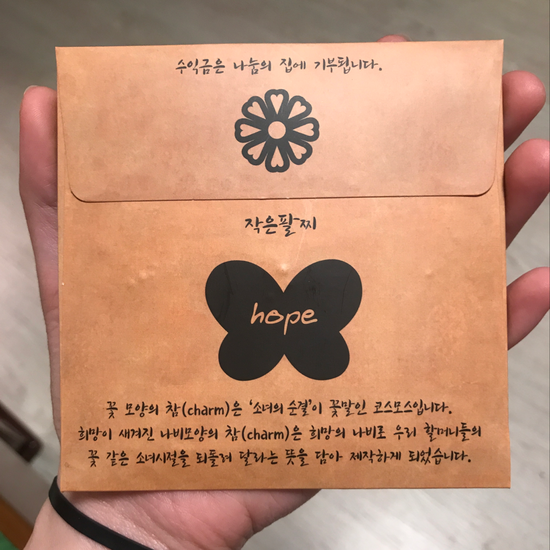 수익금은 나눔의 집에 기부됩니다.
작은팔찌
hope
꽃 모양의 참(charm)은 '소녀의 순결'이 꽃말인 코스모스입니다.
희망이 새겨진 나비모양의 참(charm)은 희망의 나비로 우리 할머니들의
꽃 같은 소녀시절을 되돌려 달라는 뜻을 담아 제작하게 되었습니다.